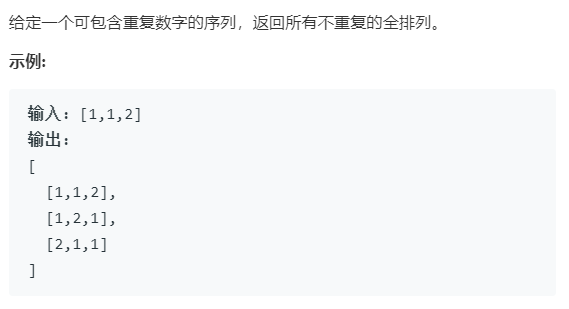 给定一个可包含重复数字的序列，返回所有不重复的全排列。
示例:
输入: [1,1,2]
输出:
[
  [1,1,2],
  [1,2,1],
  [2,1,1]
]